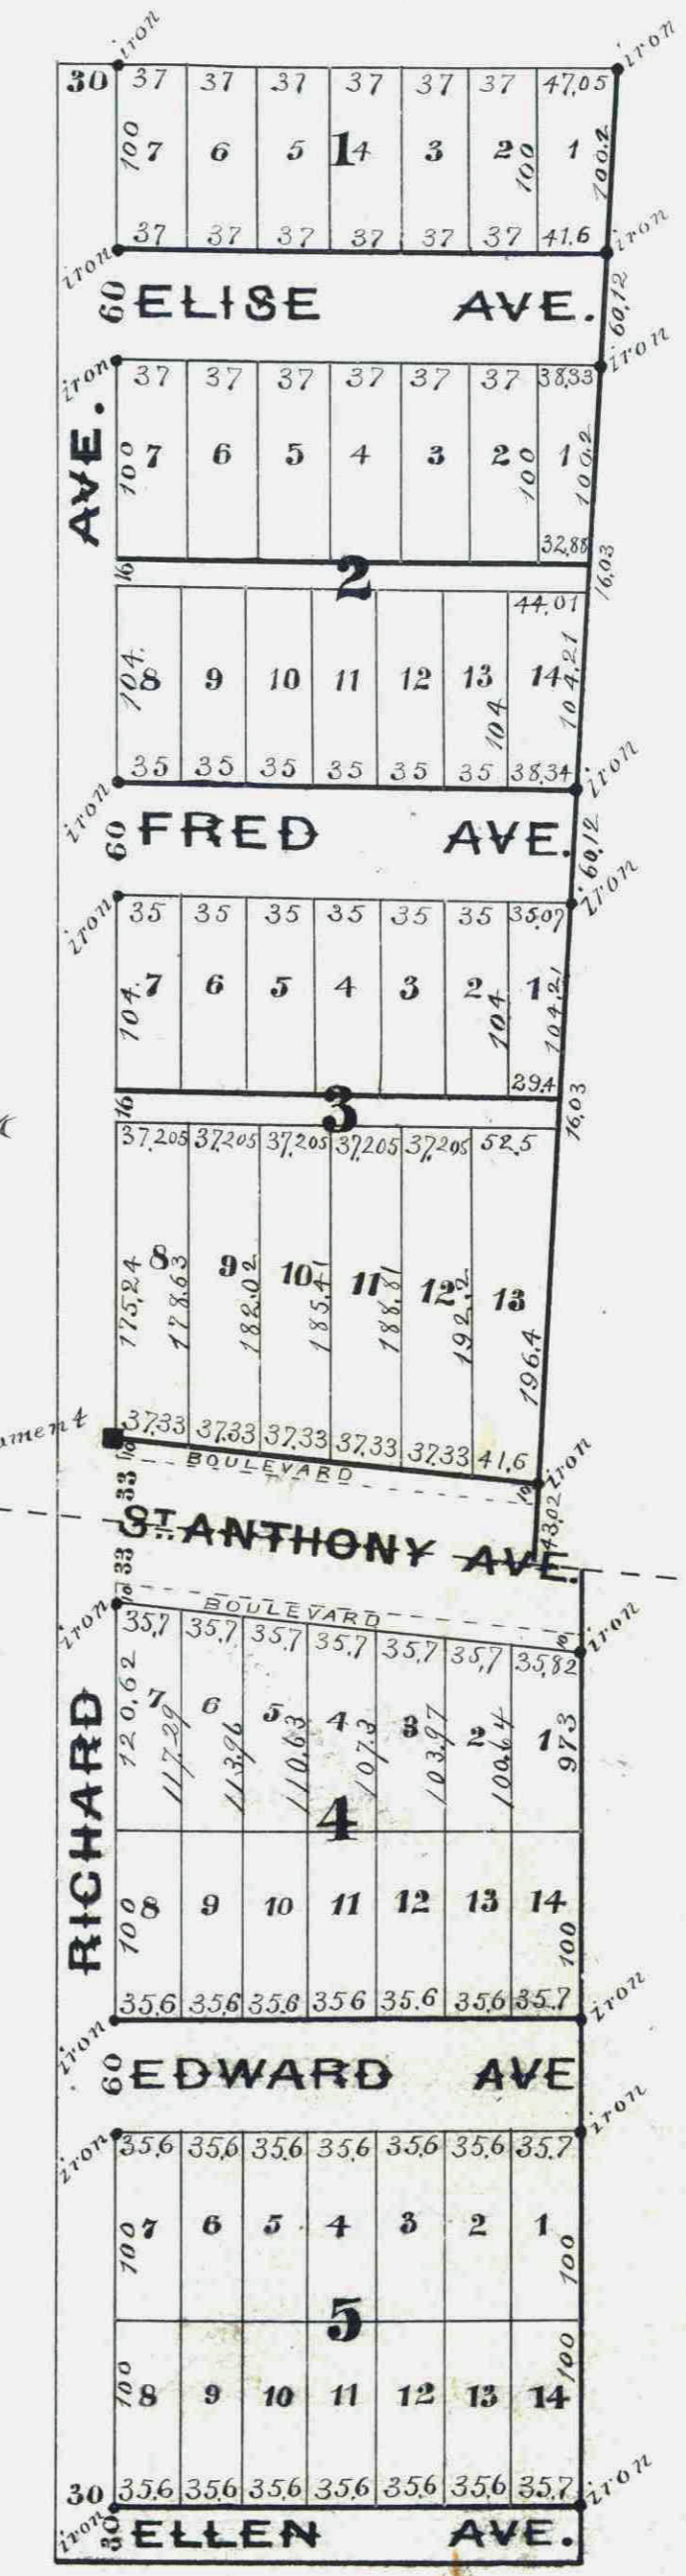 iron iron
30 37 37 37 37 37 37 47,05
100 7 6 5 1 4 3 2 100 1 100.2
37 37 37 37 37 37 41.6
iron iron
60 ELISE AVE. 60,12
iron iron
37 37 37 37 37 37 38,33
AVE.
100 7 6 5 4 3 2 100 1 100.2
32,88
16 2 16,03
44,01
104. 8 9 10 11 12 13 104 14 104,21
35 35 35 35 35 35 38,34
iron iron
60 FRED AVE. 60,12
iron iron
35 35 35 35 35 35 35,07
104. 7 6 5 4 3 2 104 1 104,21
29.4
16 3 16,03
37,205 37,205 37,205 37,205 37,205 52,5
8 9 10 11 12 13
175,24 178,63 182,02 185,41 188,81 192,2 196,4
37,33 37,33 37,33 37,33 37,33 41,6
ument iron
10 BOULEVARD 10
33 43,02
ST. ANTHONY AVE.
33
10 BOULEVARD 10
iron iron
35,7 35,7 35,7 35,7 35,7 35,7 35,82
7 6 5 4 3 2 1
120,62 117,29 113,96 110,63 107,3 103,97 100,64 97,3
RICHARD
4
100 8 9 10 11 12 13 14 100
35,6 35,6 35,6 35,6 35.6 35,6 35.7
iron iron
60 EDWARD AVE
iron iron
35,6 35,6 35,6 35,6 35,6 35,6 35,7
100 7 6 5 4 3 2 1 100
5
100 8 9 10 11 12 13 14 100
30 35,6 35,6 35,6 35,6 35,6 35,6 35,7
iron iron
30 ELLEN AVE.